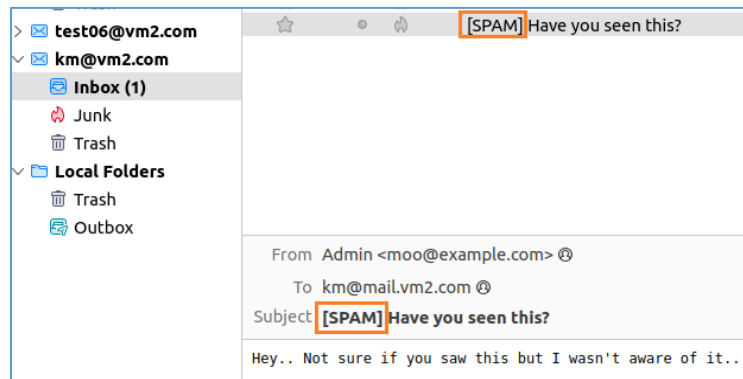 test06@vm2.com
[SPAM] Have you seen this?
km@vm2.com
Inbox (1)
Junk
Trash
Local Folders
Trash
Outbox
From Admin <moo@example.com>
To km@mail.vm2.com
Subject [SPAM] Have you seen this?
Hey.. Not sure if you saw this but I wasn't aware of it..